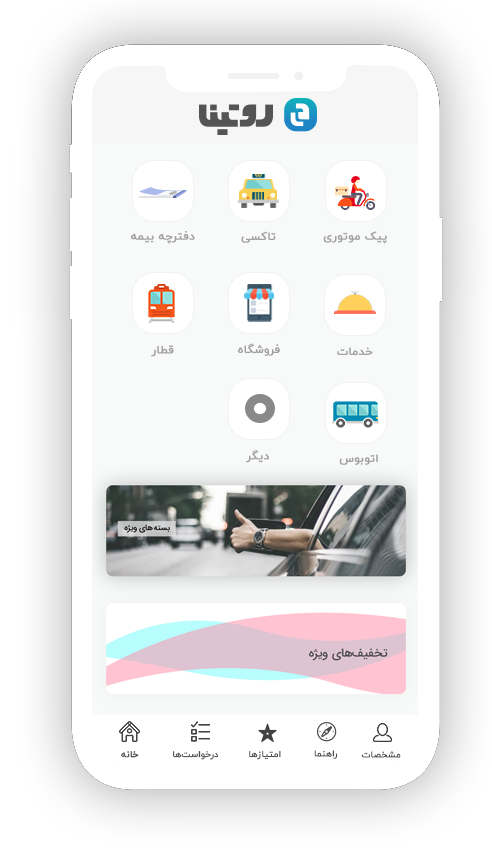 روتینا
پیک موتوری
تاکسی
دفترچه بیمه
خدمات
فروشگاه
قطار
اتوبوس
دیگر
بسته‌های ویژه
تخفیف‌های ویژه
مشخصات
راهنما
امتیازها
درخواست‌ها
خانه